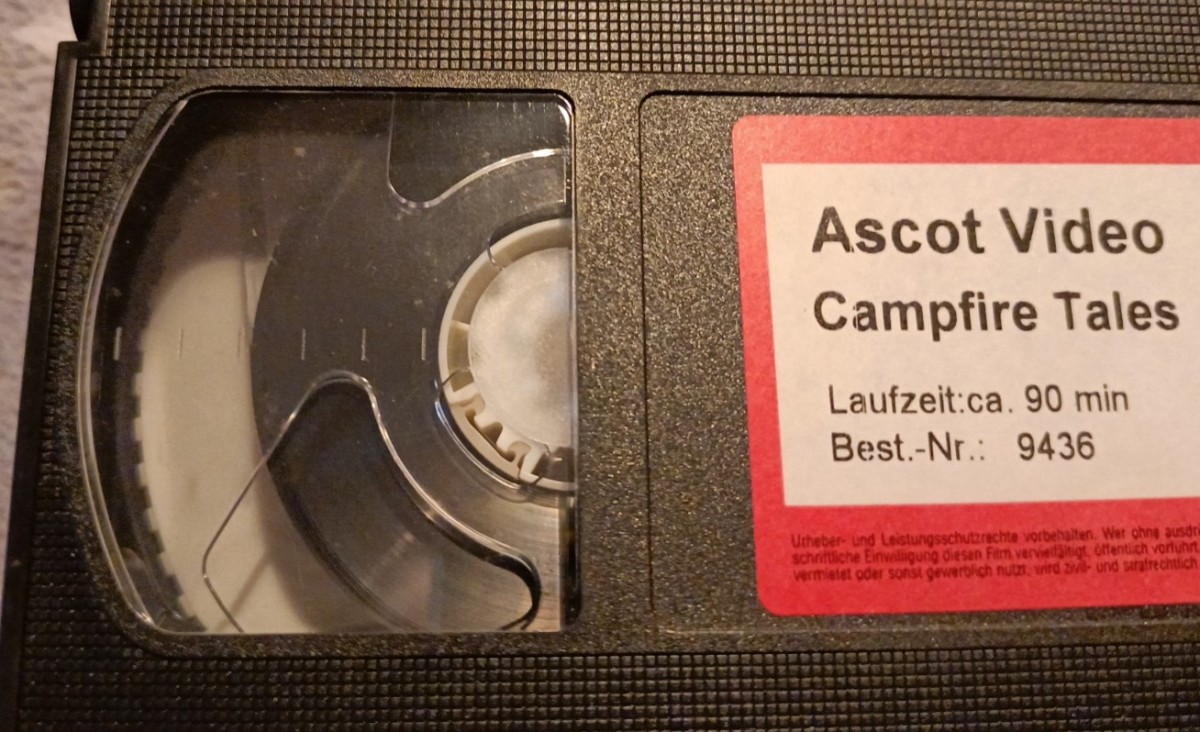 Ascot Video
Campfire Tales
Laufzeit:ca. 90 min
Best.-Nr.: 9436
Urheber- und Leistungsschutzrechte vorbehalten. Wer ohne
schriftliche Einwilligung diesen Film vervielfältigt, öffentlich
vermietet oder sonst gewerblich nutzt, wird zivil- und strafrechtlich